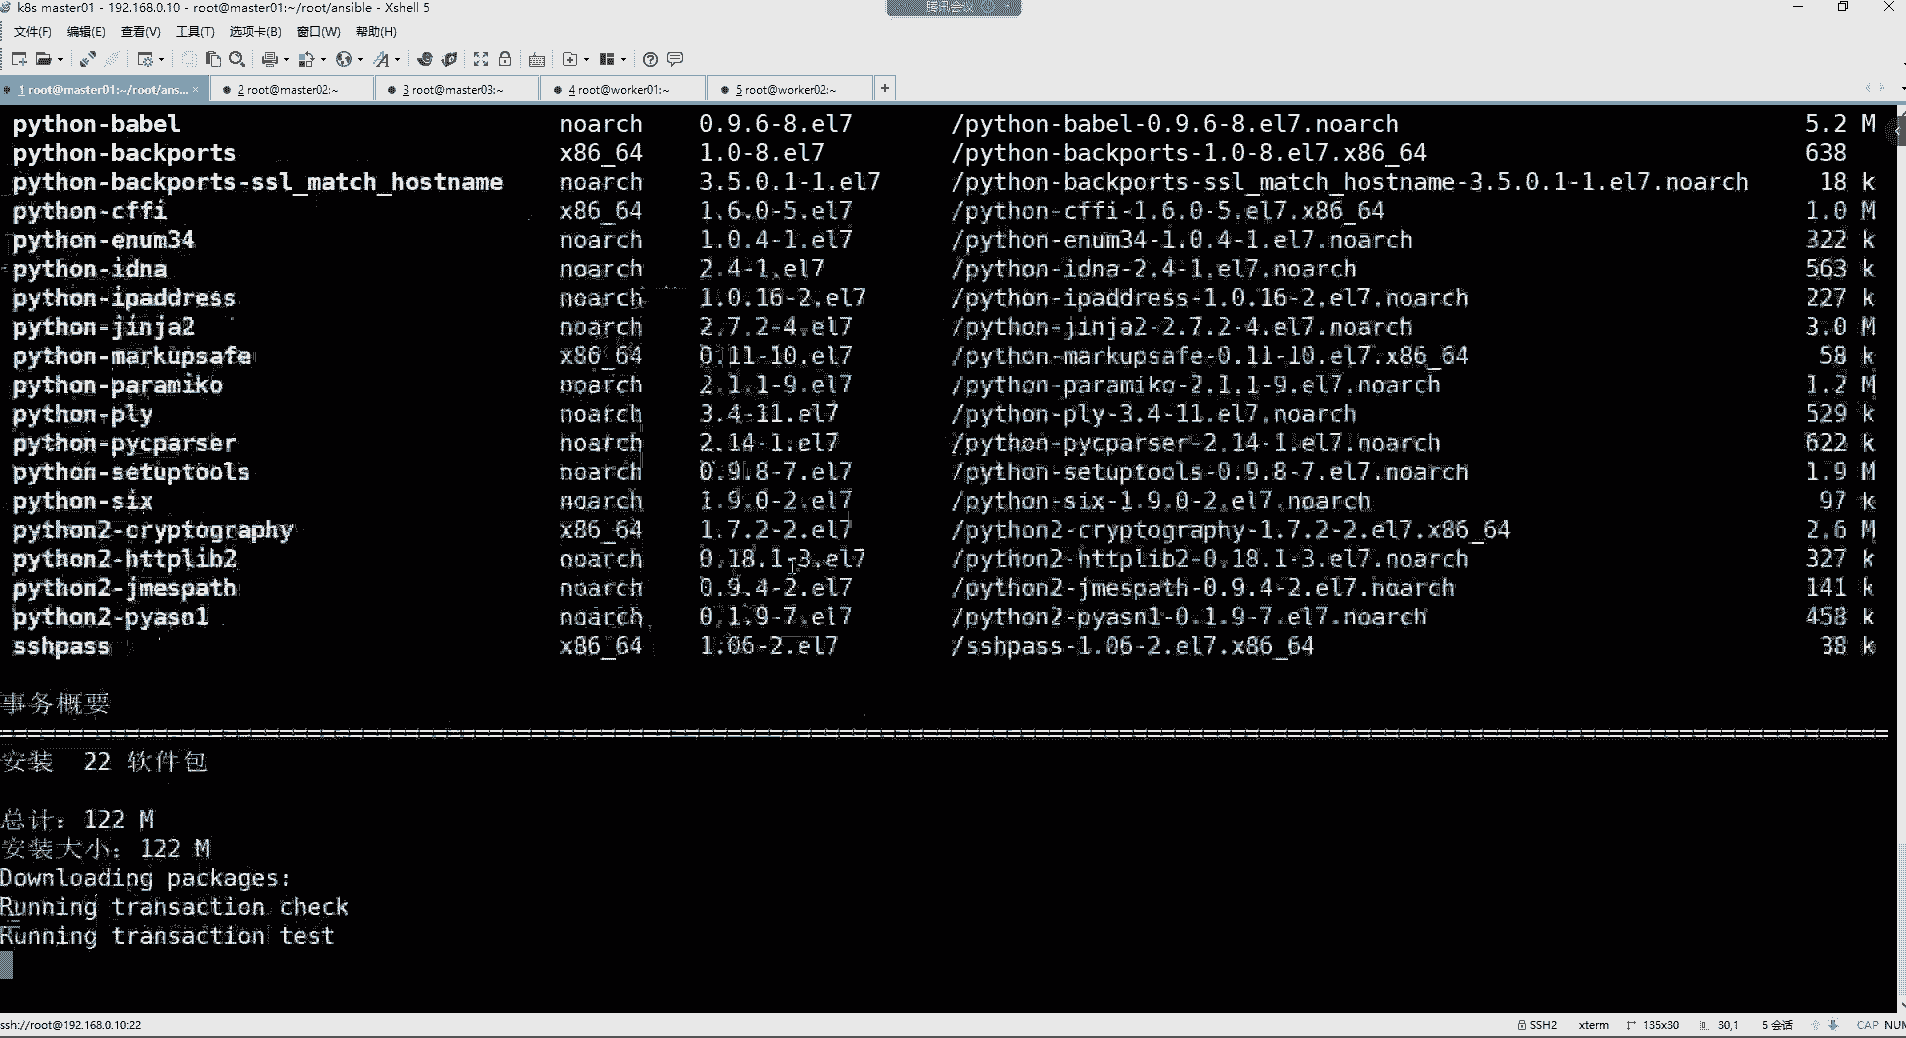 k8s master01 - 192.168.0.10 - root@master01:~/root/ansible - Xshell 5
腾讯会议
文件(F) 编辑(E) 查看(V) 工具(T) 选项卡(B) 窗口(W) 帮助(H)
1 root@master01:~/root/ans... × 2 root@master02:~ 3 root@master03:~ 4 root@worker01:~ 5 root@worker02:~ +
python-babel noarch 0.9.6-8.el7 /python-babel-0.9.6-8.el7.noarch 5.2 M
python-backports x86_64 1.0-8.el7 /python-backports-1.0-8.el7.x86_64 638
python-backports-ssl_match_hostname noarch 3.5.0.1-1.el7 /python-backports-ssl_match_hostname-3.5.0.1-1.el7.noarch 18 k
python-cffi x86_64 1.6.0-5.el7 /python-cffi-1.6.0-5.el7.x86_64 1.0 M
python-enum34 noarch 1.0.4-1.el7 /python-enum34-1.0.4-1.el7.noarch 322 k
python-idna noarch 2.4-1.el7 /python-idna-2.4-1.el7.noarch 563 k
python-ipaddress noarch 1.0.16-2.el7 /python-ipaddress-1.0.16-2.el7.noarch 227 k
python-jinja2 noarch 2.7.2-4.el7 /python-jinja2-2.7.2-4.el7.noarch 3.0 M
python-markupsafe x86_64 0.11-10.el7 /python-markupsafe-0.11-10.el7.x86_64 58 k
python-paramiko noarch 2.1.1-9.el7 /python-paramiko-2.1.1-9.el7.noarch 1.2 M
python-ply noarch 3.4-11.el7 /python-ply-3.4-11.el7.noarch 529 k
python-pycparser noarch 2.14-1.el7 /python-pycparser-2.14-1.el7.noarch 622 k
python-setuptools noarch 0.9.8-7.el7 /python-setuptools-0.9.8-7.el7.noarch 1.9 M
python-six noarch 1.9.0-2.el7 /python-six-1.9.0-2.el7.noarch 97 k
python2-cryptography x86_64 1.7.2-2.el7 /python2-cryptography-1.7.2-2.el7.x86_64 2.6 M
python2-httplib2 noarch 0.18.1-3.el7 /python2-httplib2-0.18.1-3.el7.noarch 327 k
python2-jmespath noarch 0.9.4-2.el7 /python2-jmespath-0.9.4-2.el7.noarch 141 k
python2-pyasn1 noarch 0.1.9-7.el7 /python2-pyasn1-0.1.9-7.el7.noarch 458 k
sshpass x86_64 1.06-2.el7 /sshpass-1.06-2.el7.x86_64 38 k
事务概要
安装 22 软件包
总计：122 M
安装大小：122 M
Downloading packages:
Running transaction check
Running transaction test
ssh://root@192.168.0.10:22 SSH2 xterm 135x30 30,1 5 会话 CAP NUM